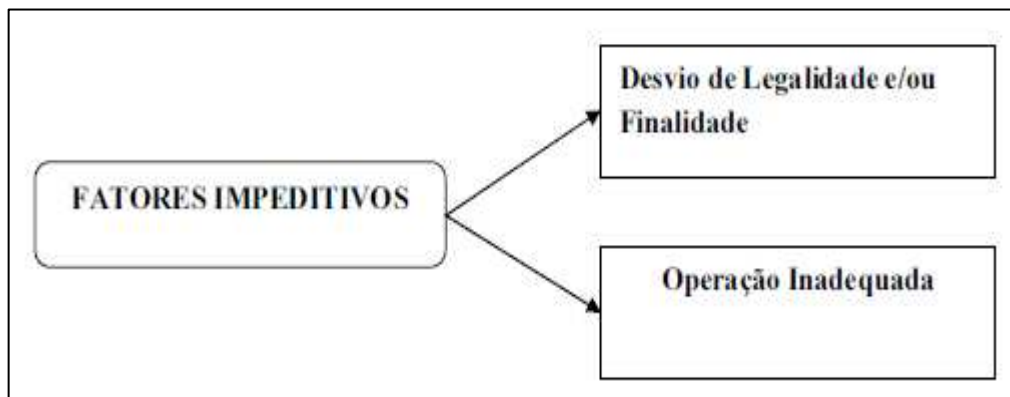 Desvio de Legalidade e/ou
Finalidade
FATORES IMPEDITIVOS
Operação Inadequada